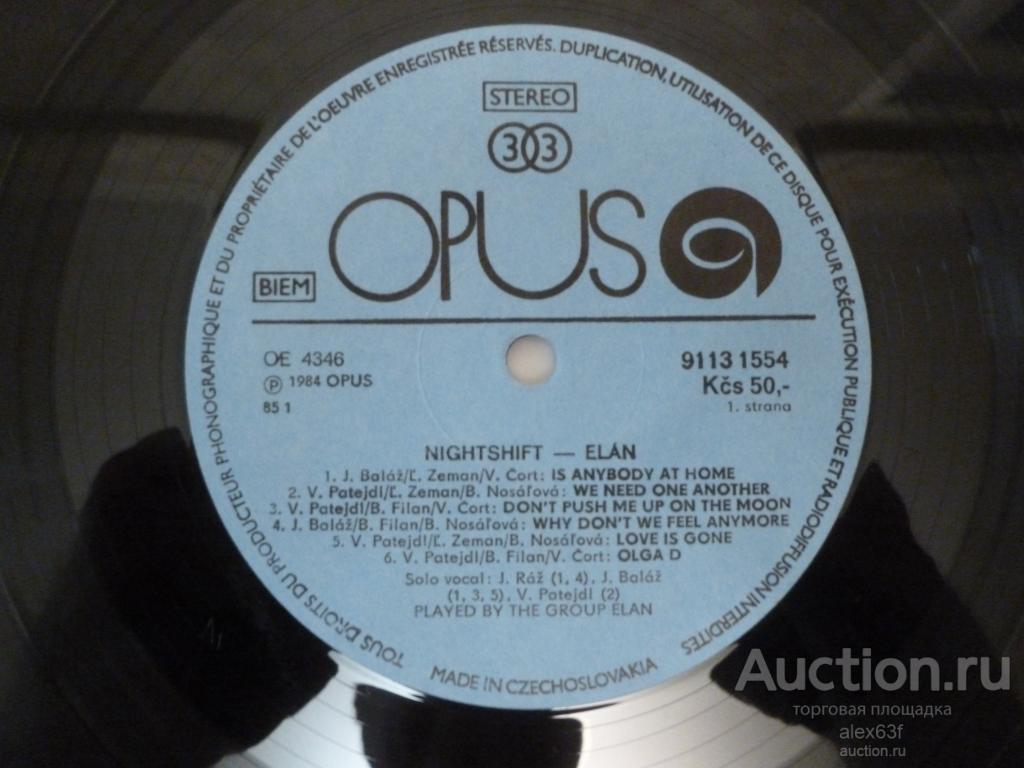 TOUS DROITS DU PRODUCTEUR PHONOGRAPHIQUE ET DU PROPRIÉTAIRE DE L'OEUVRE ENREGISTRÉE RÉSERVÉS. DUPLICATION, UTILISATION DE CE DISQUE POUR EXÉCUTION PUBLIQUE ET RADIODIFFUSION INTERDITES
STEREO
33
OPUS
BIEM
OE 4346
9113 1554
Ⓟ 1984 OPUS
Kčs 50,-
85 1
1. strana
NIGHTSHIFT — ELÁN
1. J. Baláž/Ľ. Zeman/V. Čort: IS ANYBODY AT HOME
2. V. Patejdl/Ľ. Zeman/B. Nosáľová: WE NEED ONE ANOTHER
3. V. Patejdl/B. Filan/V. Čort: DON'T PUSH ME UP ON THE MOON
4. J. Baláž/B. Filan/B. Nosáľová: WHY DON'T WE FEEL ANYMORE
5. V. Patejdl/Ľ. Zeman/B. Nosáľová: LOVE IS GONE
6. V. Patejdl/B. Filan/V. Čort: OLGA D
Solo vocal: J. Ráž (1, 4), J. Baláž
(1, 3, 5), V. Patejdl (2)
PLAYED BY THE GROUP ELAN
MADE IN CZECHOSLOVAKIA
Auction.ru
торговая площадка
alex63f
auction.ru